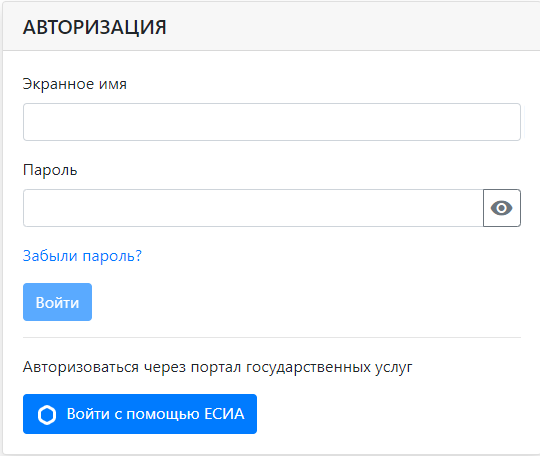 АВТОРИЗАЦИЯ
Экранное имя
Пароль
Забыли пароль?
Войти
Авторизоваться через портал государственных услуг
Войти с помощью ЕСИА